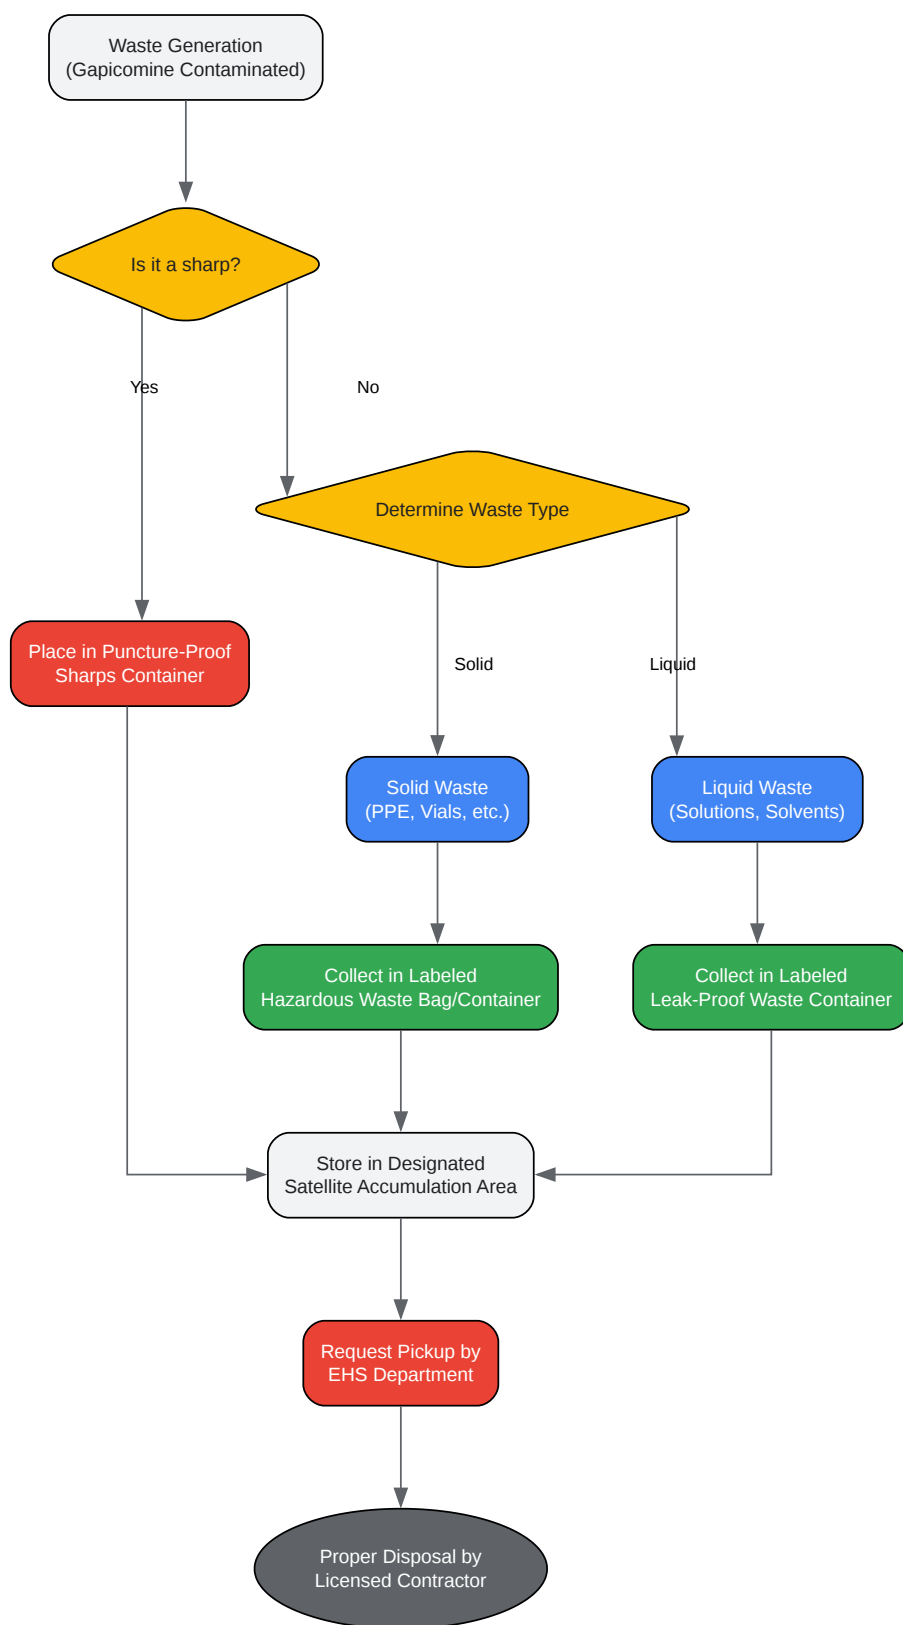 Waste Generation
(Gapicomine Contaminated)
Is it a sharp?
Yes
No
Determine Waste Type
Place in Puncture-Proof
Sharps Container
Solid
Liquid
Solid Waste
(PPE, Vials, etc.)
Liquid Waste
(Solutions, Solvents)
Collect in Labeled
Hazardous Waste Bag/Container
Collect in Labeled
Leak-Proof Waste Container
Store in Designated
Satellite Accumulation Area
Request Pickup by
EHS Department
Proper Disposal by
Licensed Contractor